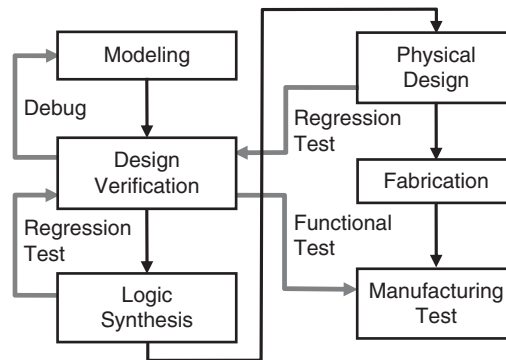 Modeling
Debug
Design
Verification
Regression
Test
Logic
Synthesis
Physical
Design
Regression
Test
Fabrication
Functional
Test
Manufacturing
Test